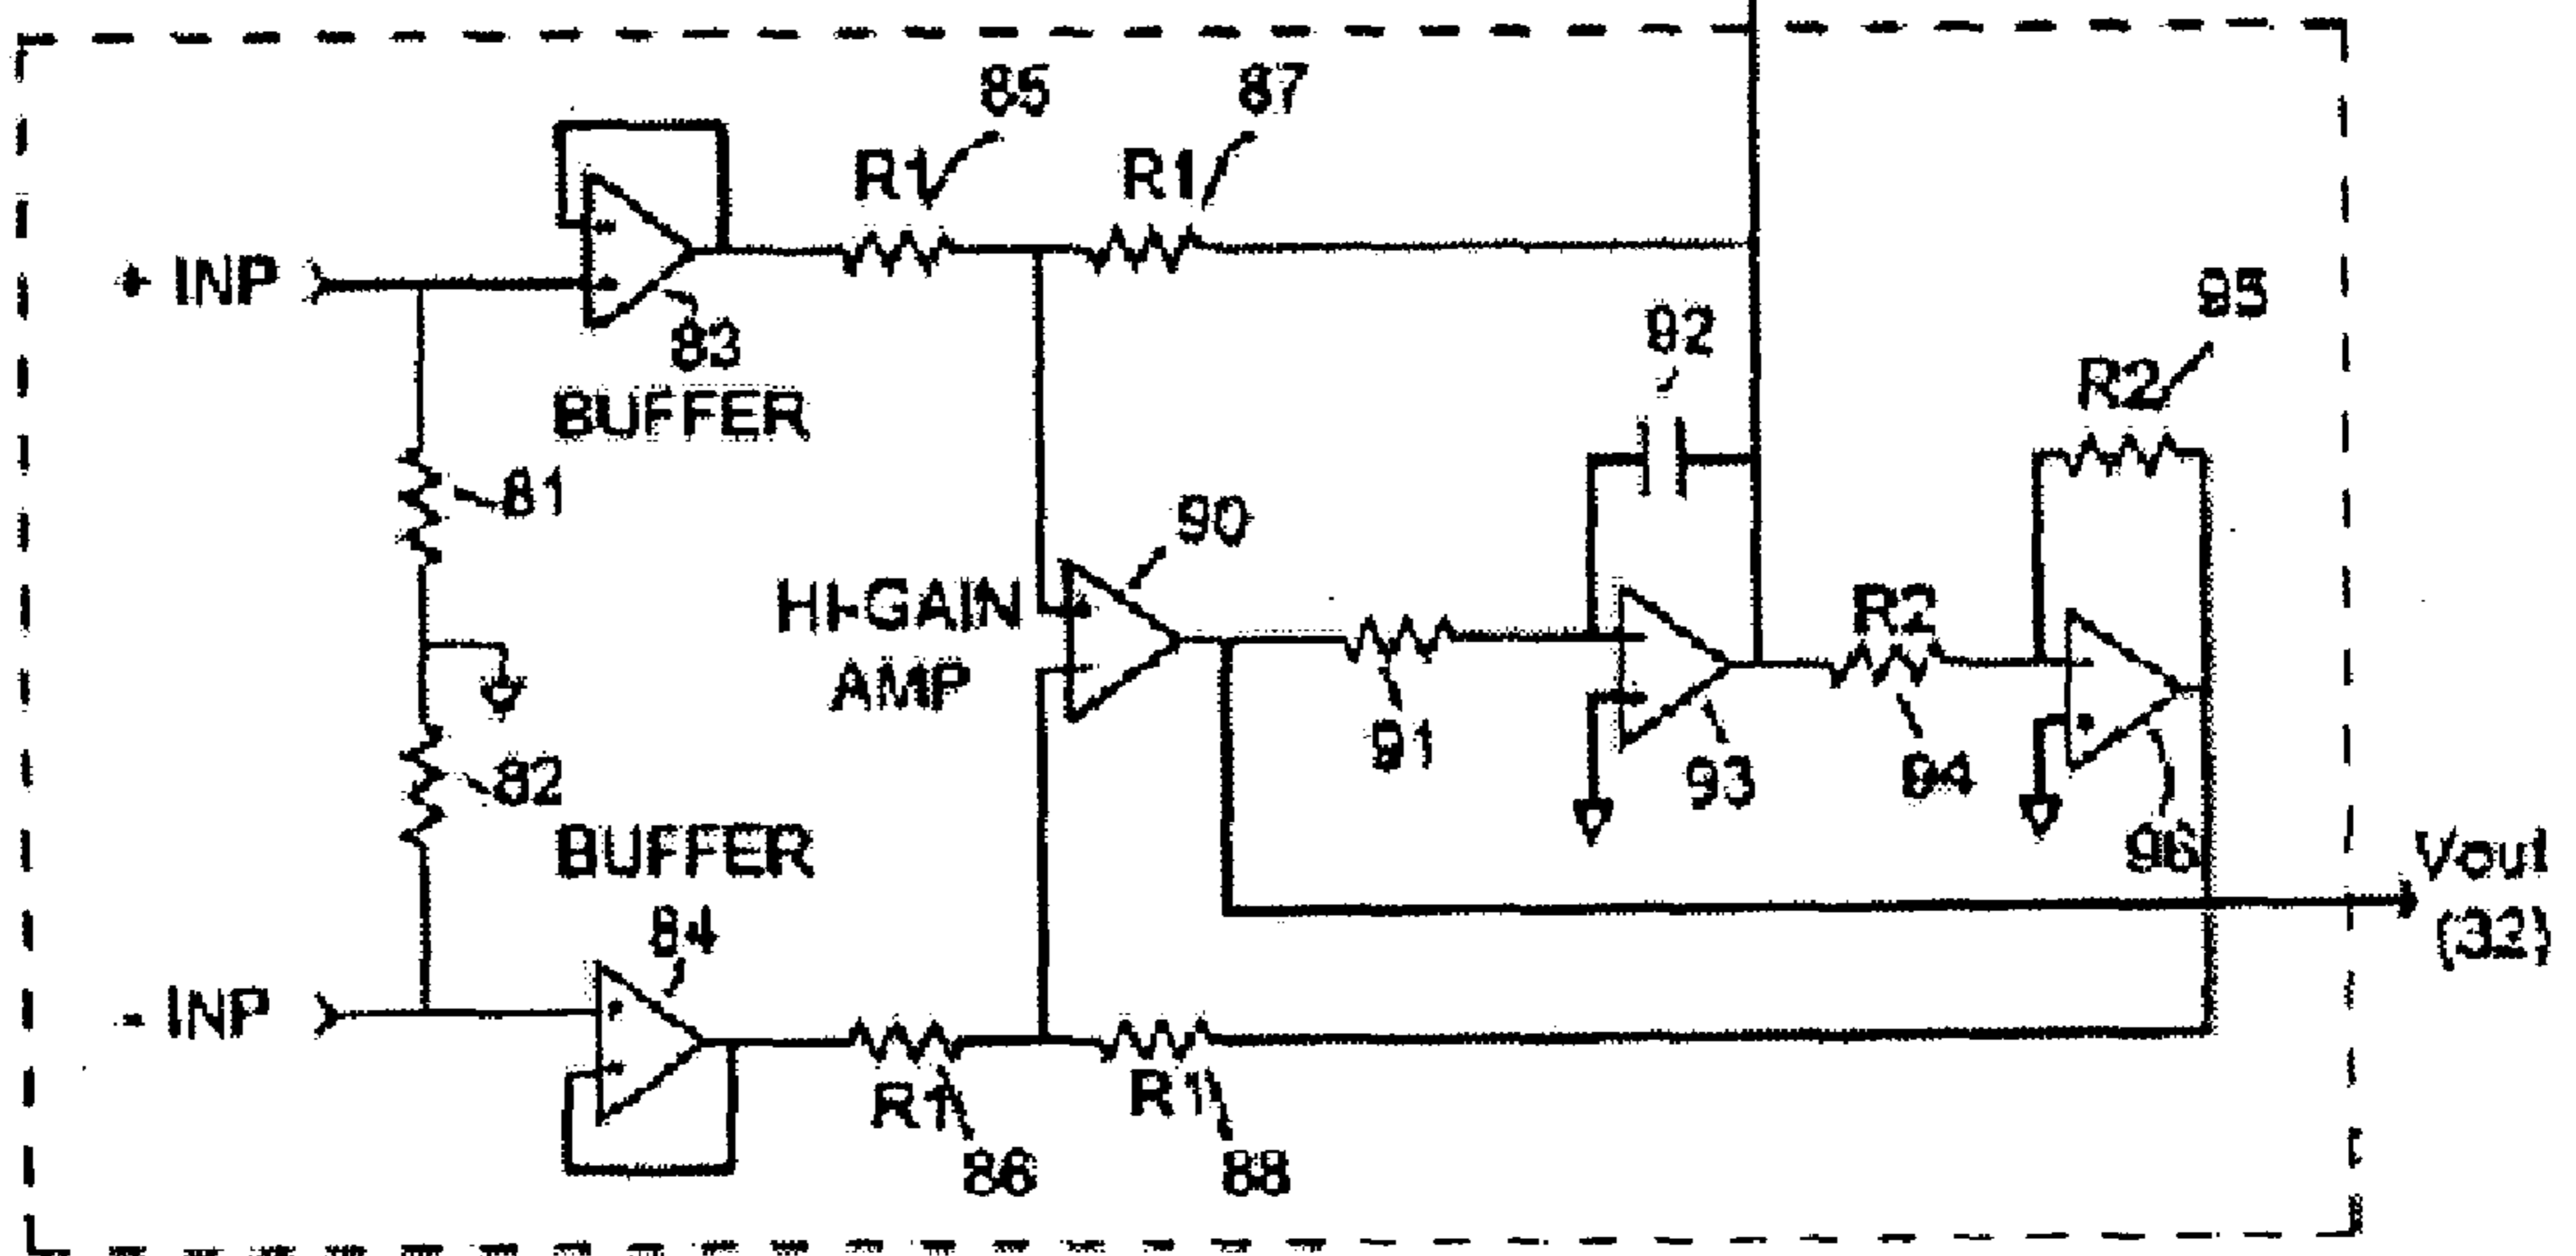 85
87
R1
R1
+ INP
83
BUFFER
95
R2
92
81
90
HI-GAIN
AMP
R2
91
93
94
96
82
BUFFER
84
Vout
(32)
- INP
R1
R1
86
88